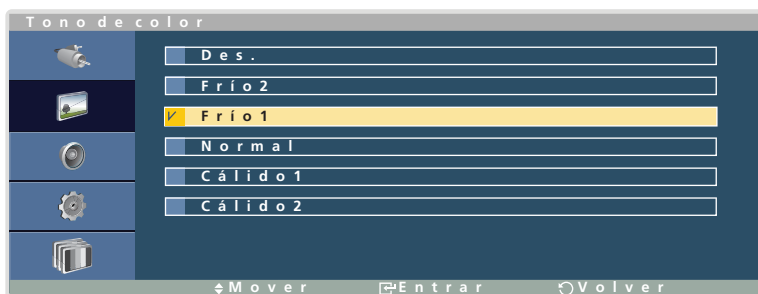 Tono de color
Des.
Frío2
Frío1
Normal
Cálido1
Cálido2
Mover Entrar Volver